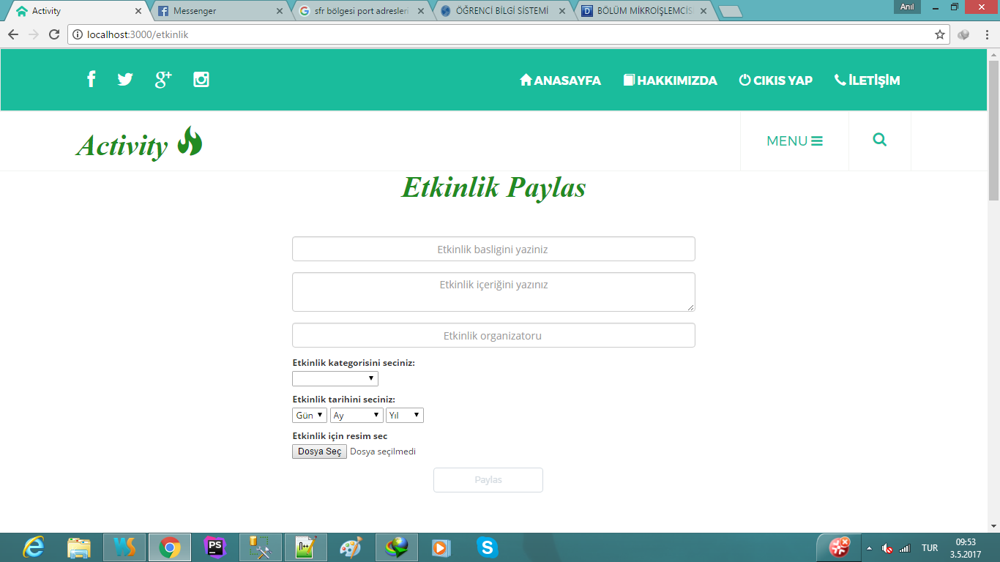 Activity
Messenger
sfr bölgesi port adresleri
ÖĞRENCİ BİLGİ SİSTEMİ
BÖLÜM MİKROİŞLEMCİS
Anıl
localhost:3000/etkinlik
ANASAYFA
HAKKIMIZDA
CIKIS YAP
İLETİŞİM
Activity
MENU
Etkinlik Paylas
Etkinlik basligini yaziniz
Etkinlik içeriğini yazınız
Etkinlik organizatoru
Etkinlik kategorisini seciniz:
Etkinlik tarihini seciniz:
Gün Ay Yıl
Etkinlik için resim sec
Dosya Seç Dosya seçilmedi
Paylas
TUR
09:53
3.5.2017